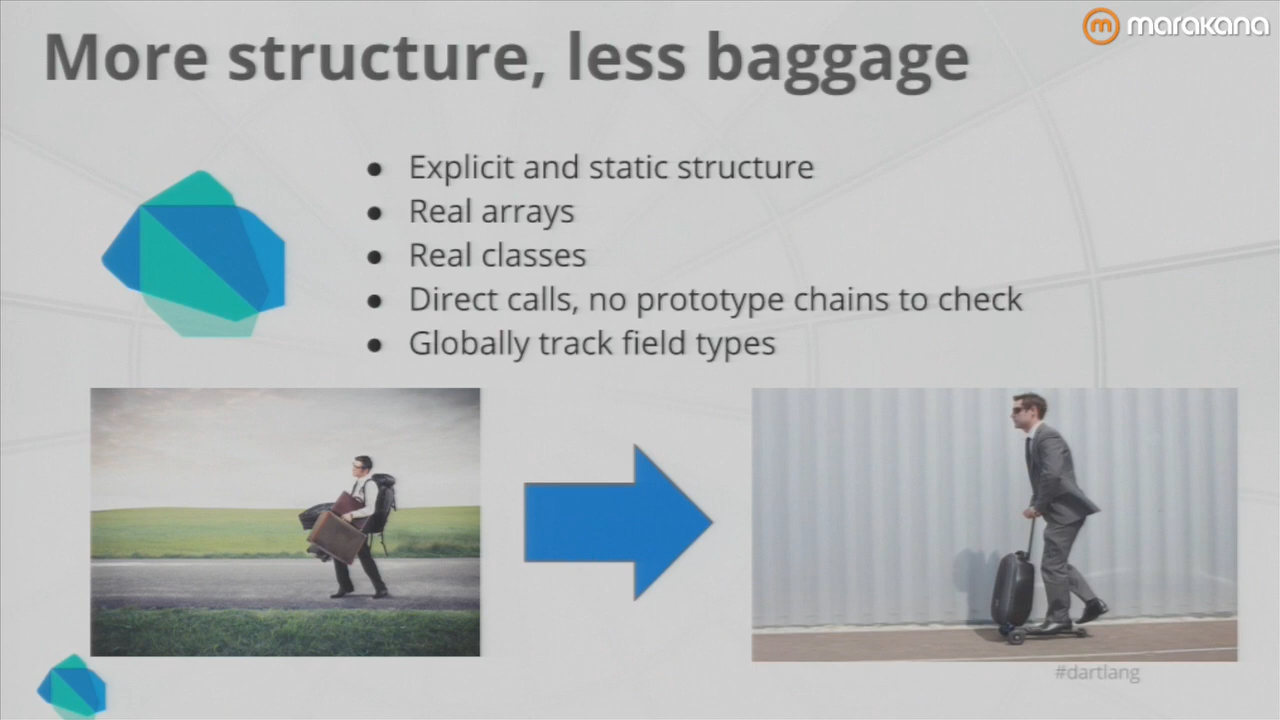 More structure, less baggage
marakana
● Explicit and static structure
● Real arrays
● Real classes
● Direct calls, no prototype chains to check
● Globally track field types
#dartlang